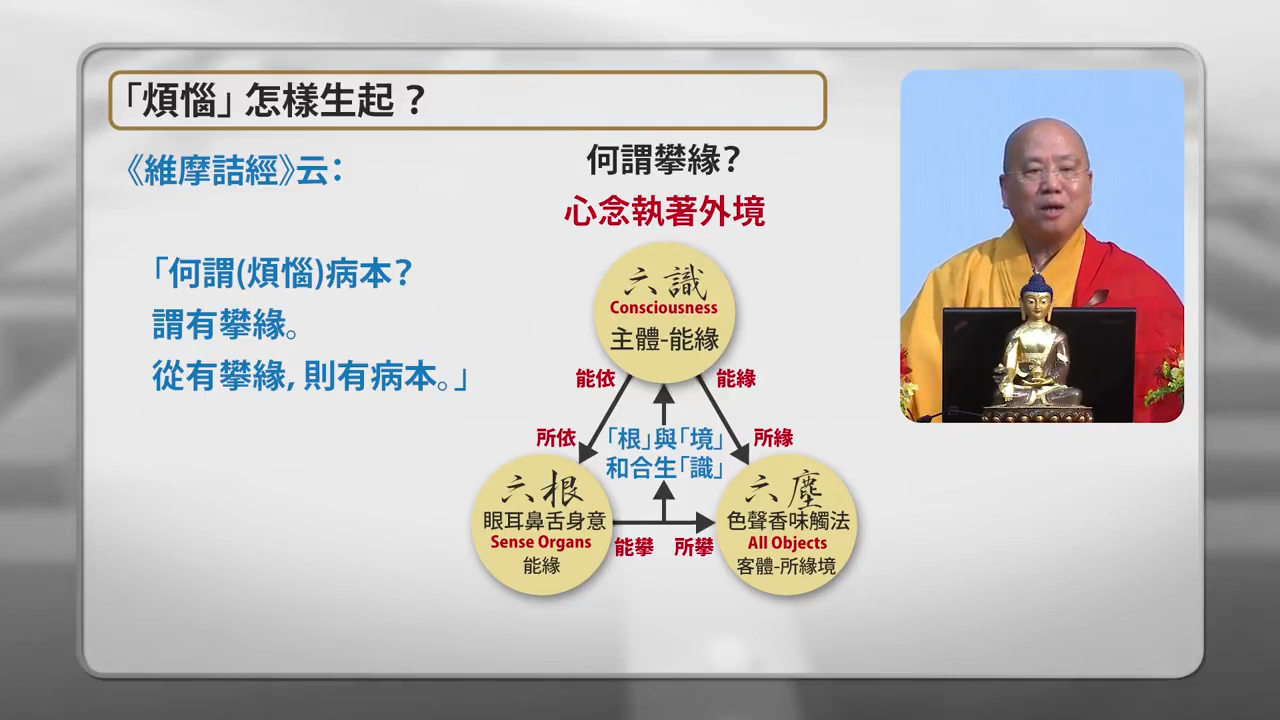 「煩惱」怎樣生起？
《維摩詰經》云：
「何謂(煩惱)病本？
謂有攀緣。
從有攀緣，則有病本。」
何謂攀緣？
心念執著外境
六識
Consciousness
主體-能緣
能依
能緣
所依
所緣
「根」與「境」
和合生「識」
六根
眼耳鼻舌身意
Sense Organs
能緣
能攀
所攀
六塵
色聲香味觸法
All Objects
客體-所緣境